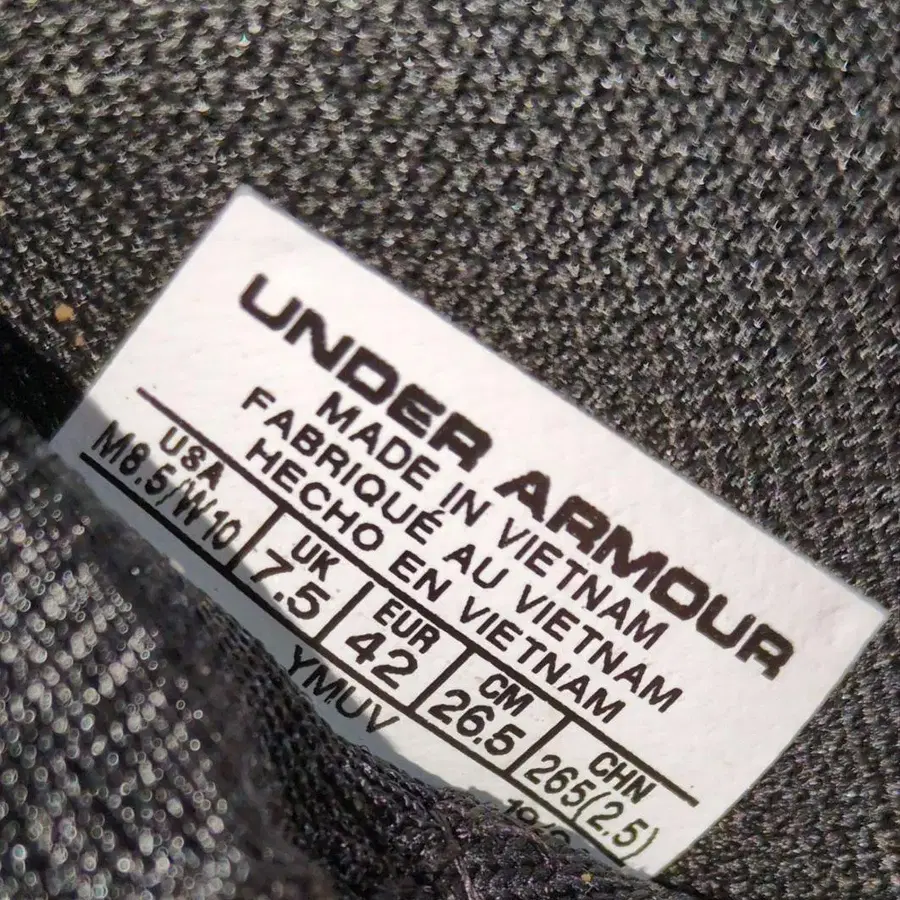 UNDER ARMOUR
MADE IN VIETNAM
FABRIQUÉ AU VIETNAM
HECHO EN VIETNAM
USA UK EUR CM CHN
M8.5/W10 7.5 42 26.5 265(2.5)
YMUV